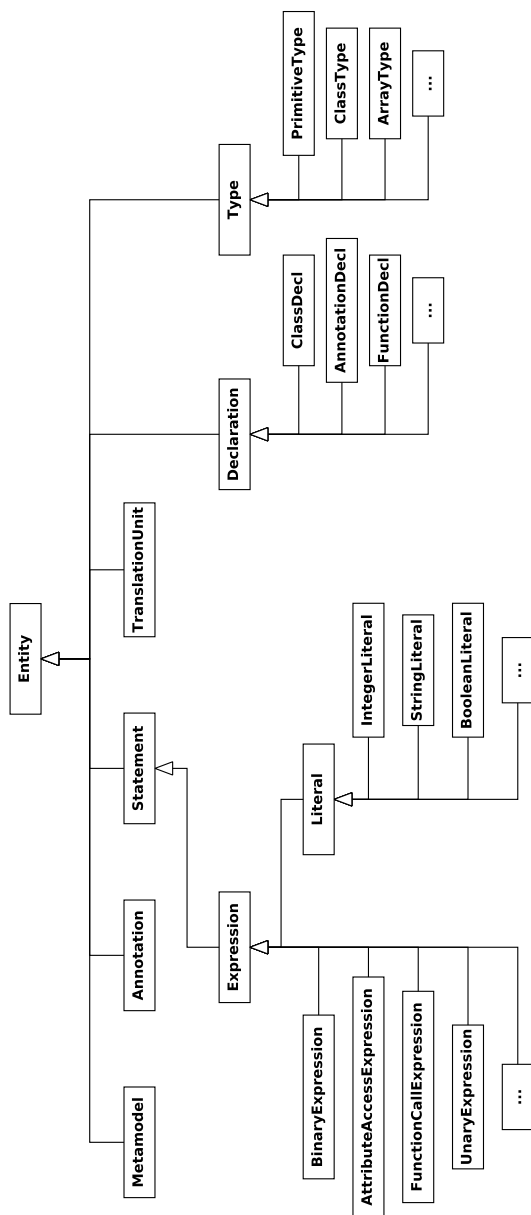 Entity
Metamodel
Annotation
Statement
TranslationUnit
Expression
Declaration
Type
BinaryExpression
AttributeAccessExpression
FunctionCallExpression
UnaryExpression
...
Literal
IntegerLiteral
StringLiteral
BooleanLiteral
...
ClassDecl
AnnotationDecl
FunctionDecl
...
PrimitiveType
ClassType
ArrayType
...